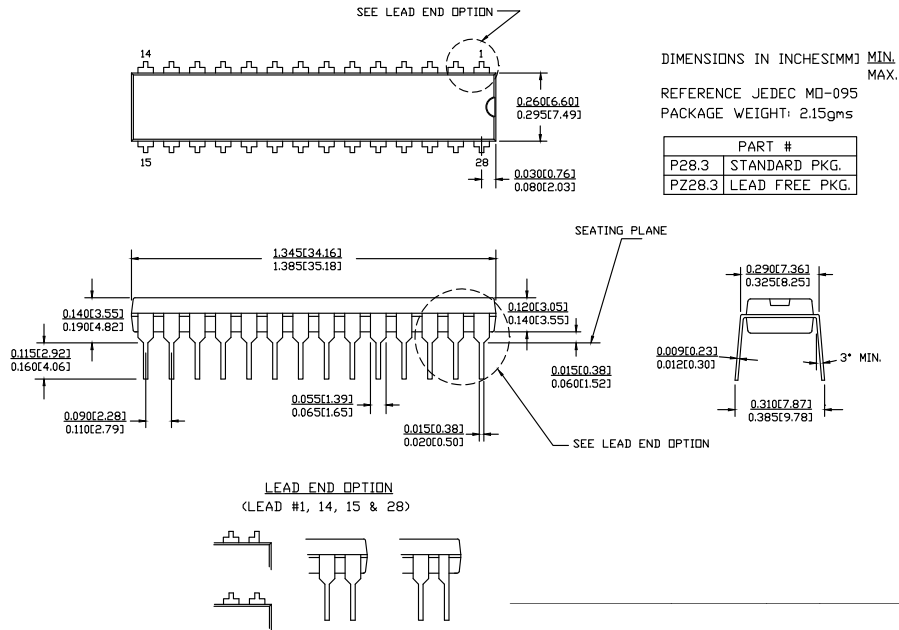 SEE LEAD END OPTION
14
1
DIMENSIONS IN INCHES[MM] MIN.
MAX.
REFERENCE JEDEC MO-095
PACKAGE WEIGHT: 2.15gms
0.260[6.60]
0.295[7.49]
PART #
P28.3 STANDARD PKG.
PZ28.3 LEAD FREE PKG.
15
28
0.030[0.76]
0.080[2.03]
SEATING PLANE
1.345[34.16]
1.385[35.18]
0.290[7.36]
0.325[8.25]
0.140[3.55]
0.190[4.82]
0.120[3.05]
0.140[3.55]
0.115[2.92]
0.160[4.06]
0.009[0.23]
0.012[0.30]
3° MIN.
0.015[0.38]
0.060[1.52]
0.055[1.39]
0.065[1.65]
0.090[2.28]
0.110[2.79]
0.310[7.87]
0.385[9.78]
0.015[0.38]
0.020[0.50]
SEE LEAD END OPTION
LEAD END OPTION
(LEAD #1, 14, 15 & 28)